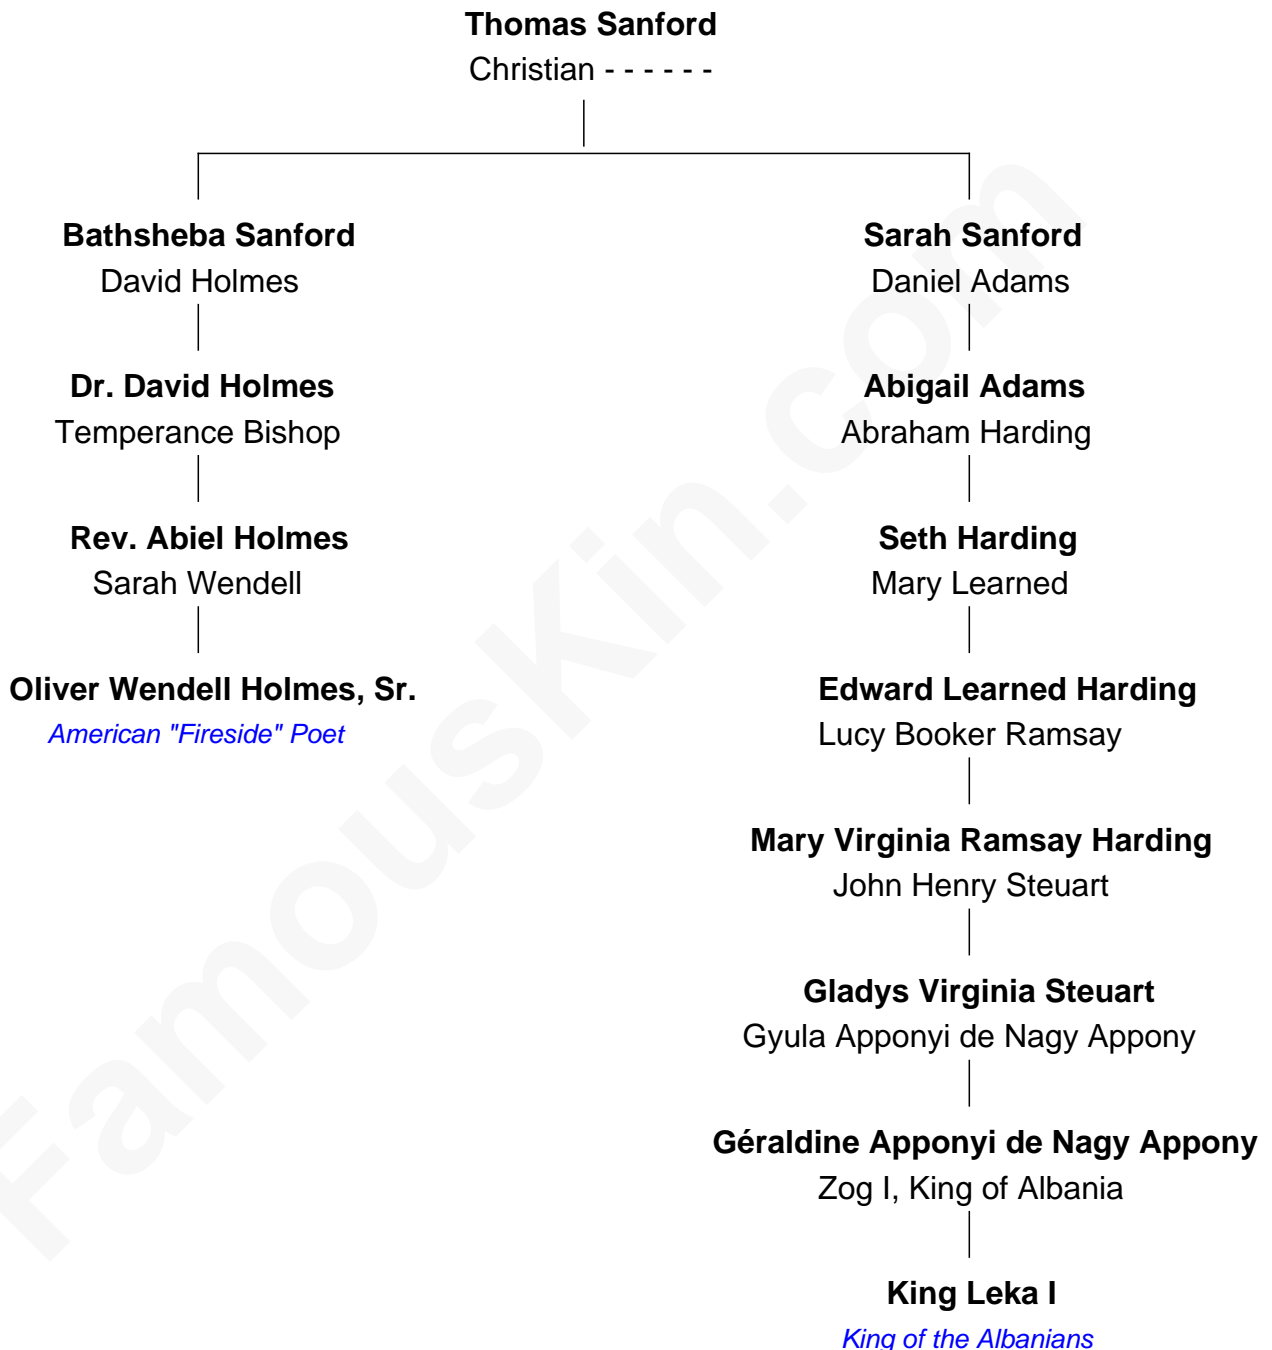 Thomas Sanford
Christian - - - - - -
Bathsheba Sanford
David Holmes
Dr. David Holmes
Temperance Bishop
Rev. Abiel Holmes
Sarah Wendell
Oliver Wendell Holmes, Sr.
American "Fireside" Poet
Sarah Sanford
Daniel Adams
Abigail Adams
Abraham Harding
Seth Harding
Mary Learned
Edward Learned Harding
Lucy Booker Ramsay
Mary Virginia Ramsay Harding
John Henry Steuart
Gladys Virginia Steuart
Gyula Apponyi de Nagy Appony
Géraldine Apponyi de Nagy Appony
Zog I, King of Albania
King Leka I
King of the Albanians
FamousKin.com